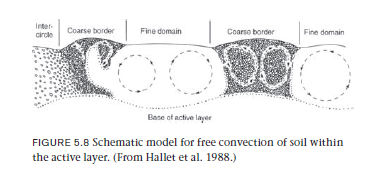 Inter-
circle
Coarse border
Fine domain
Coarse border
Fine domain
Base of active layer
FIGURE 5.8 Schematic model for free convection of soil within
the active layer. (From Hallet et al. 1988.)